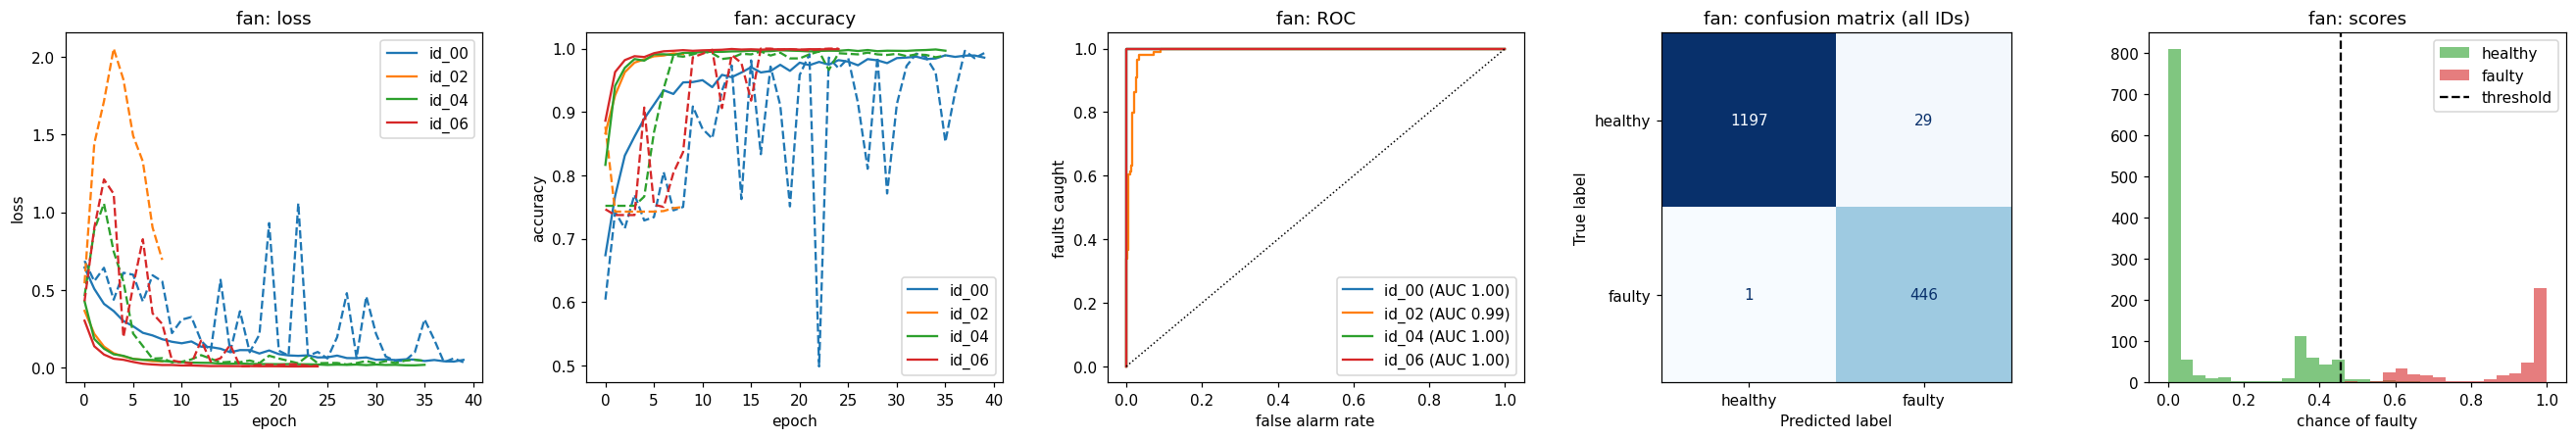 fan: loss
2.0
1.5
1.0
0.5
0.0
loss
0 5 10 15 20 25 30 35 40
epoch
id_00
id_02
id_04
id_06
fan: accuracy
1.0
0.9
0.8
0.7
0.6
0.5
accuracy
0 5 10 15 20 25 30 35 40
epoch
id_00
id_02
id_04
id_06
fan: ROC
1.0
0.8
0.6
0.4
0.2
0.0
faults caught
0.0 0.2 0.4 0.6 0.8 1.0
false alarm rate
id_00 (AUC 1.00)
id_02 (AUC 0.99)
id_04 (AUC 1.00)
id_06 (AUC 1.00)
fan: confusion matrix (all IDs)
True label
healthy 1197 29
faulty 1 446
healthy faulty
Predicted label
fan: scores
800
700
600
500
400
300
200
100
0
0.0 0.2 0.4 0.6 0.8 1.0
chance of faulty
healthy
faulty
threshold